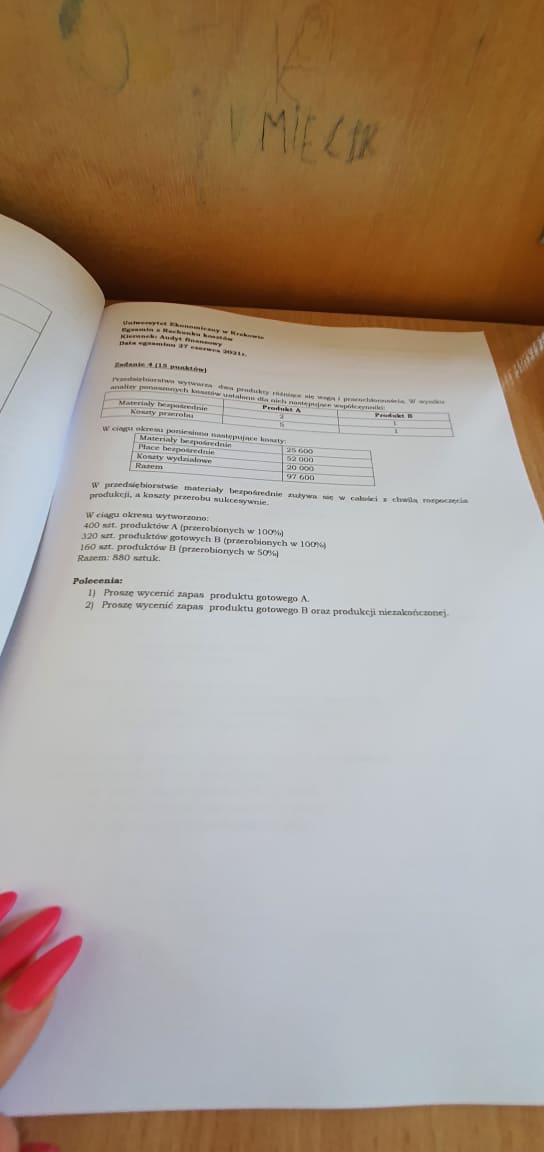 MIECIK
Uniwersytet Ekonomiczny w Krakowie
Egzamin z Rachunku kosztów
Kierunek: Audyt finansowy
Data egzaminu 27 czerwca 2021r.
Zadanie 4 (15 punktów)
Przedsiębiorstwo wytwarza dwa produkty różniące się wagą i pracochłonnością. W wyniku
analizy ponoszonych kosztów ustalono dla nich następujące współczynniki:
Produkt A Produkt B
Materiały bezpośrednie 2 1
Koszty przerobu 5 1
W ciągu okresu poniesiono następujące koszty:
Materiały bezpośrednie 25 600
Płace bezpośrednie 52 000
Koszty wydziałowe 20 000
Razem 97 600
W przedsiębiorstwie materiały bezpośrednie zużywa się w całości z chwilą rozpoczęcia
produkcji, a koszty przerobu sukcesywnie.
W ciągu okresu wytworzono:
400 szt. produktów A (przerobionych w 100%)
320 szt. produktów gotowych B (przerobionych w 100%)
160 szt. produktów B (przerobionych w 50%)
Razem: 880 sztuk.
Polecenia:
1) Proszę wycenić zapas produktu gotowego A.
2) Proszę wycenić zapas produktu gotowego B oraz produkcji niezakończonej.